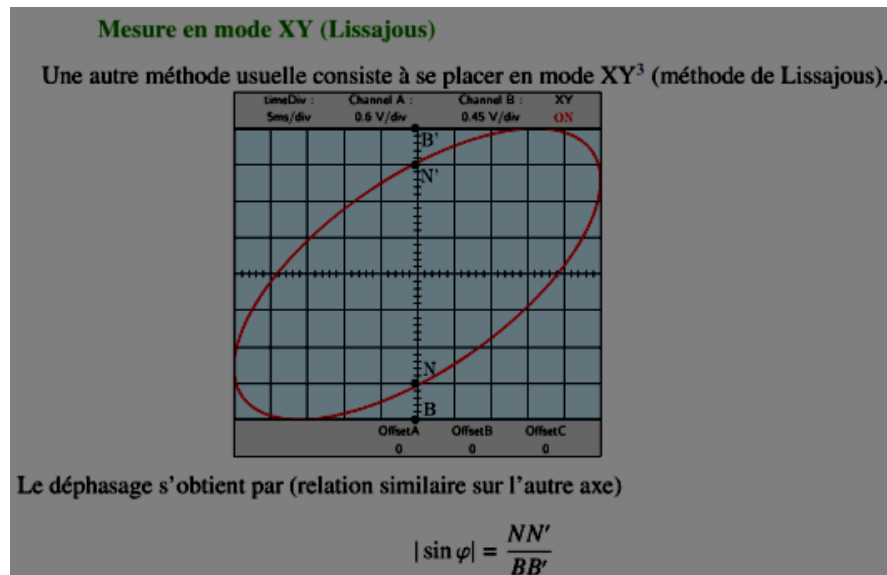 Mesure en mode XY (Lissajous)
Une autre méthode usuelle consiste à se placer en mode XY³ (méthode de Lissajous).
timeDiv : Channel A : Channel B : XY
5ms/div 0.6 V/div 0.45 V/div ON
B'
N'
N
B
OffsetA OffsetB OffsetC
0 0 0
Le déphasage s'obtient par (relation similaire sur l'autre axe)
| sin φ| = NN′ / BB′